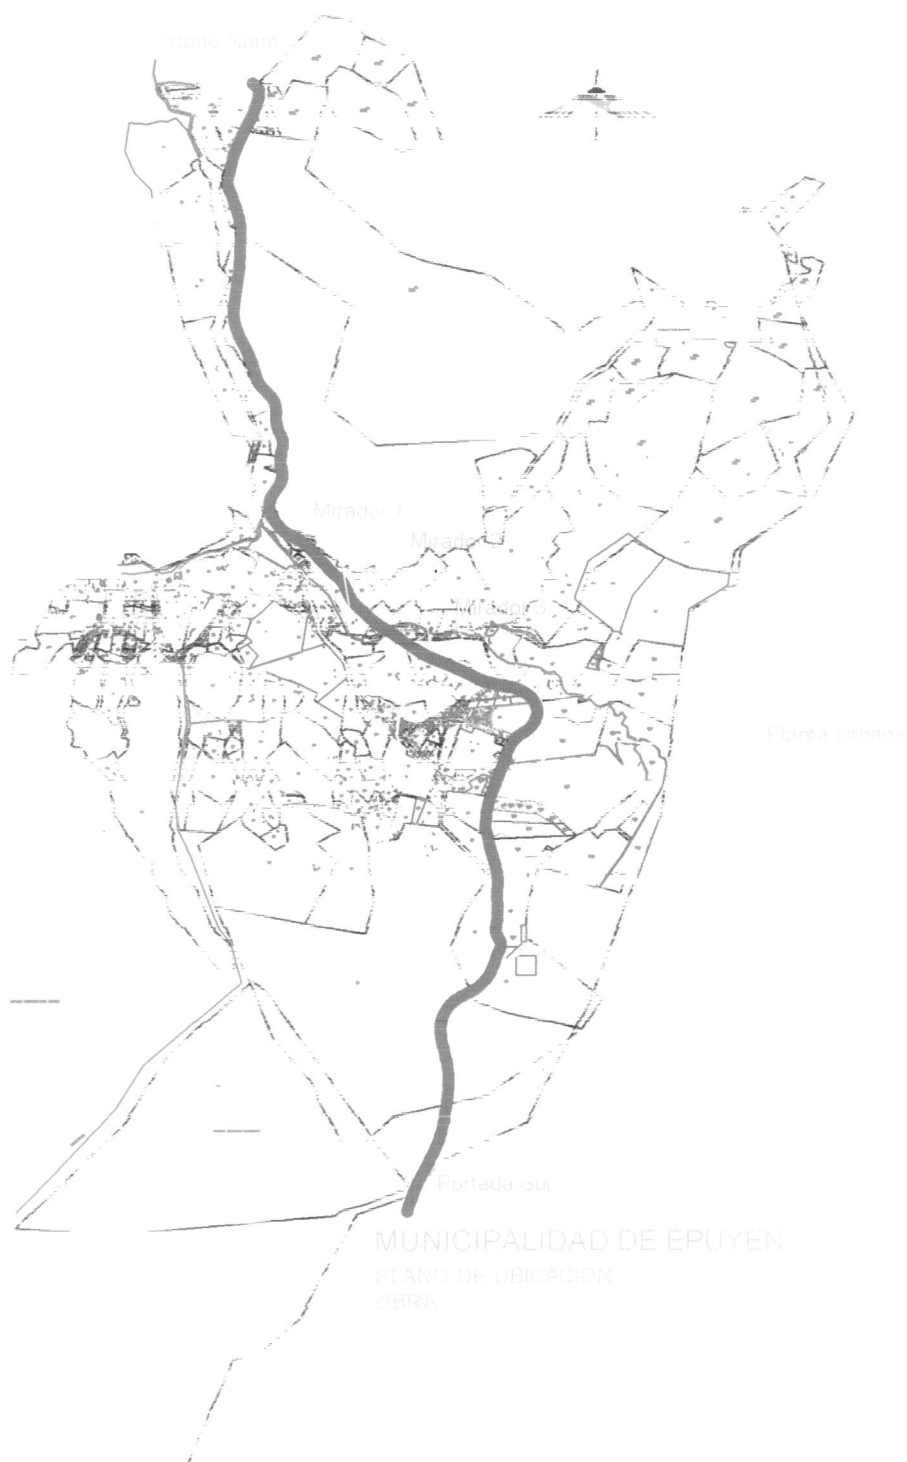 Portada Norte
Mirador 1
Mirador 2
Mirador 3
Planta Urbana
Portada Sur
MUNICIPALIDAD DE EPUYEN
PLANO DE UBICACION
OBRA